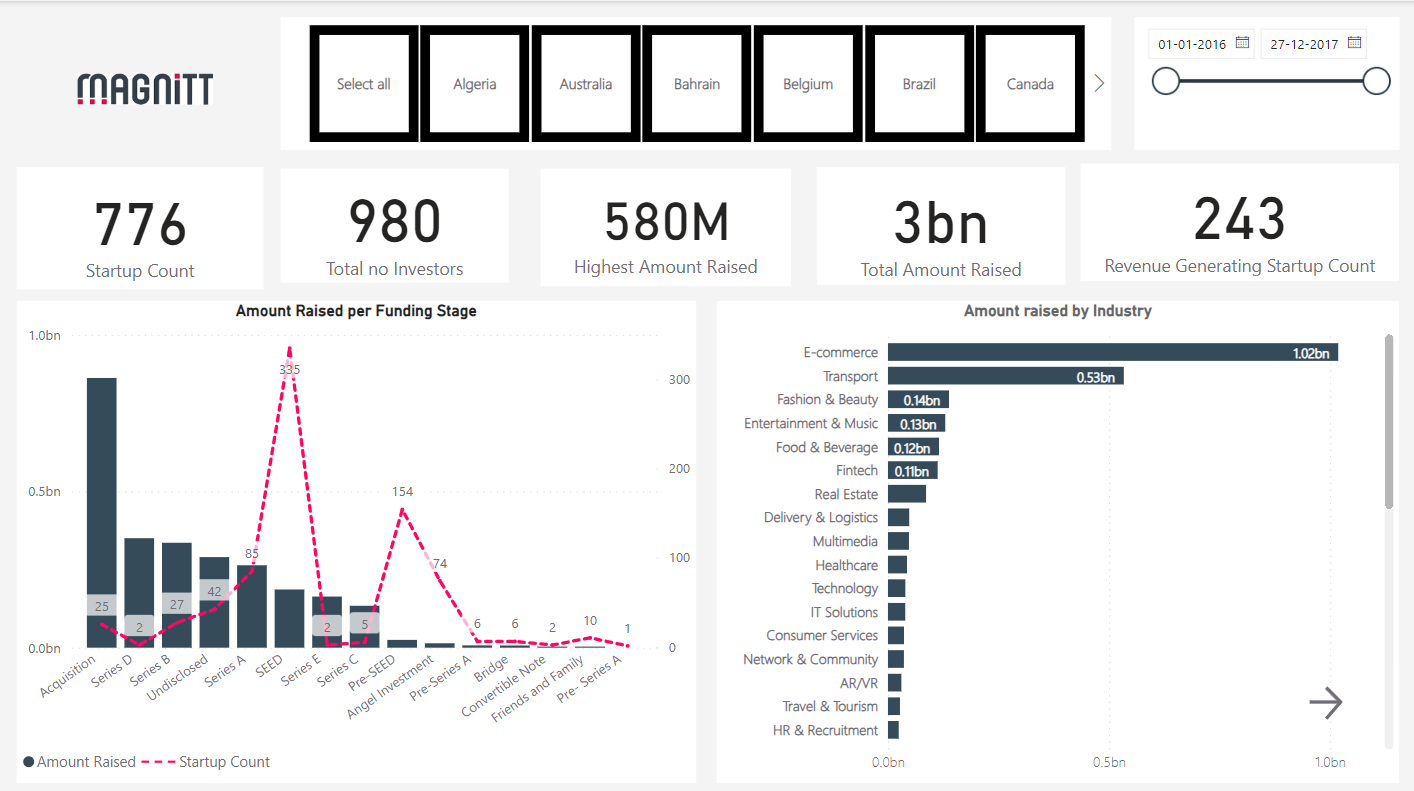 MAGNiTT
Select all
Algeria
Australia
Bahrain
Belgium
Brazil
Canada
01-01-2016
27-12-2017
776
Startup Count
980
Total no Investors
580M
Highest Amount Raised
3bn
Total Amount Raised
243
Revenue Generating Startup Count
Amount Raised per Funding Stage
1.0bn
0.5bn
0.0bn
300
200
100
0
25
2
27
42
85
335
2
5
154
74
6
6
2
10
1
Acquisition
Series D
Series B
Undisclosed
Series A
SEED
Series E
Series C
Pre-SEED
Angel Investment
Pre-Series A
Bridge
Convertible Note
Friends and Family
Pre- Series A
Amount Raised
Startup Count
Amount raised by Industry
E-commerce 1.02bn
Transport 0.53bn
Fashion & Beauty 0.14bn
Entertainment & Music 0.13bn
Food & Beverage 0.12bn
Fintech 0.11bn
Real Estate
Delivery & Logistics
Multimedia
Healthcare
Technology
IT Solutions
Consumer Services
Network & Community
AR/VR
Travel & Tourism
HR & Recruitment
0.0bn 0.5bn 1.0bn